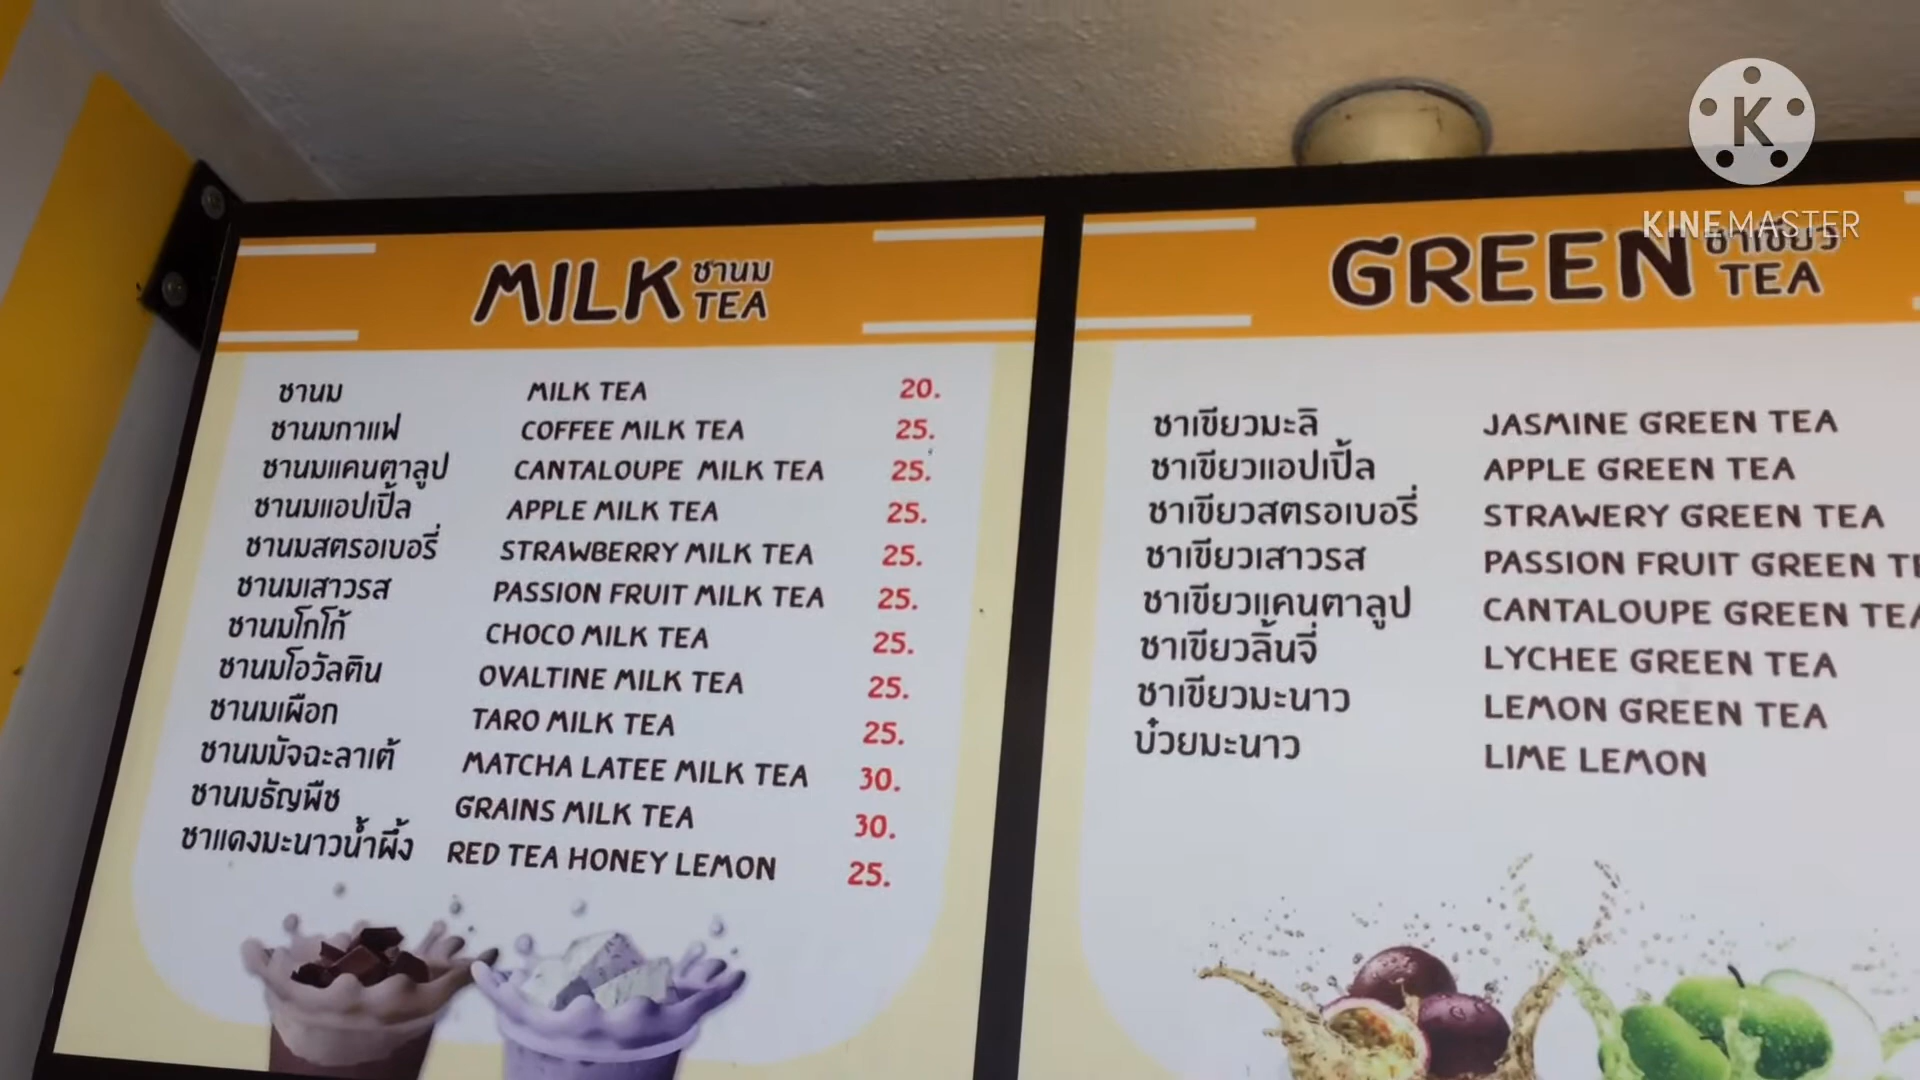 K
KINEMASTER
MILK ชานม TEA
ชานม MILK TEA 20.
ชานมกาแฟ COFFEE MILK TEA 25.
ชานมแคนตาลูป CANTALOUPE MILK TEA 25.
ชานมแอปเปิ้ล APPLE MILK TEA 25.
ชานมสตรอเบอรี่ STRAWBERRY MILK TEA 25.
ชานมเสาวรส PASSION FRUIT MILK TEA 25.
ชานมโกโก้ CHOCO MILK TEA 25.
ชานมโอวัลติน OVALTINE MILK TEA 25.
ชานมเผือก TARO MILK TEA 25.
ชานมมัจฉะลาเต้ MATCHA LATEE MILK TEA 30.
ชานมธัญพืช GRAINS MILK TEA 30.
ชาแดงมะนาวน้ำผึ้ง RED TEA HONEY LEMON 25.
GREEN ชาเขียว TEA
ชาเขียวมะลิ JASMINE GREEN TEA
ชาเขียวแอปเปิ้ล APPLE GREEN TEA
ชาเขียวสตรอเบอรี่ STRAWERY GREEN TEA
ชาเขียวเสาวรส PASSION FRUIT GREEN TE
ชาเขียวแคนตาลูป CANTALOUPE GREEN TEA
ชาเขียวลิ้นจี่ LYCHEE GREEN TEA
ชาเขียวมะนาว LEMON GREEN TEA
บ๋วยมะนาว LIME LEMON